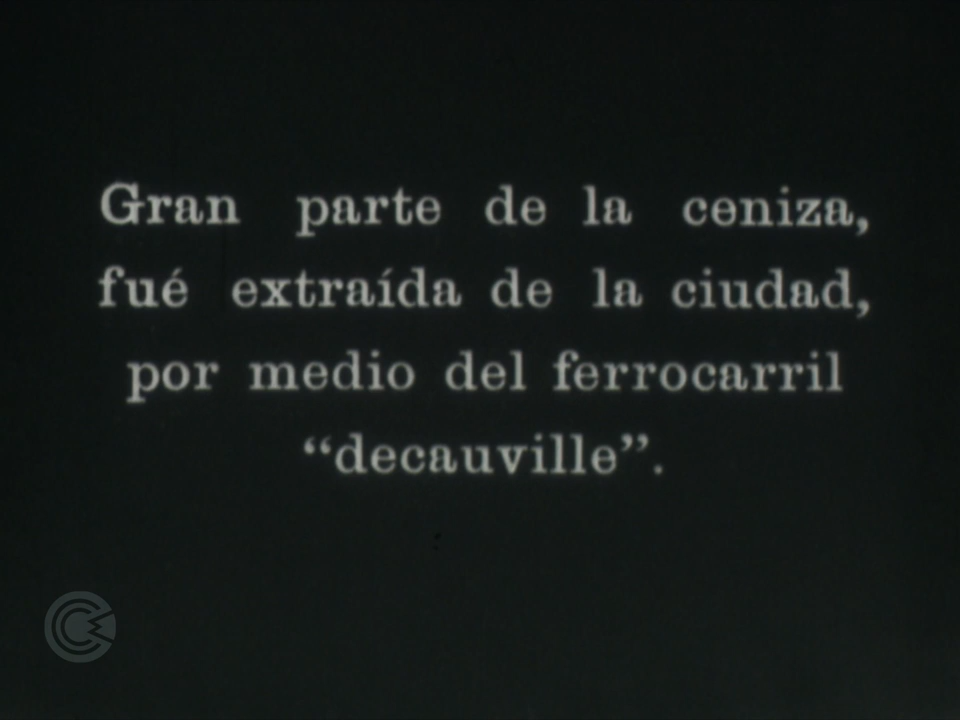 Gran parte de la ceniza,
fué extraída de la ciudad,
por medio del ferrocarril
“decauville”.